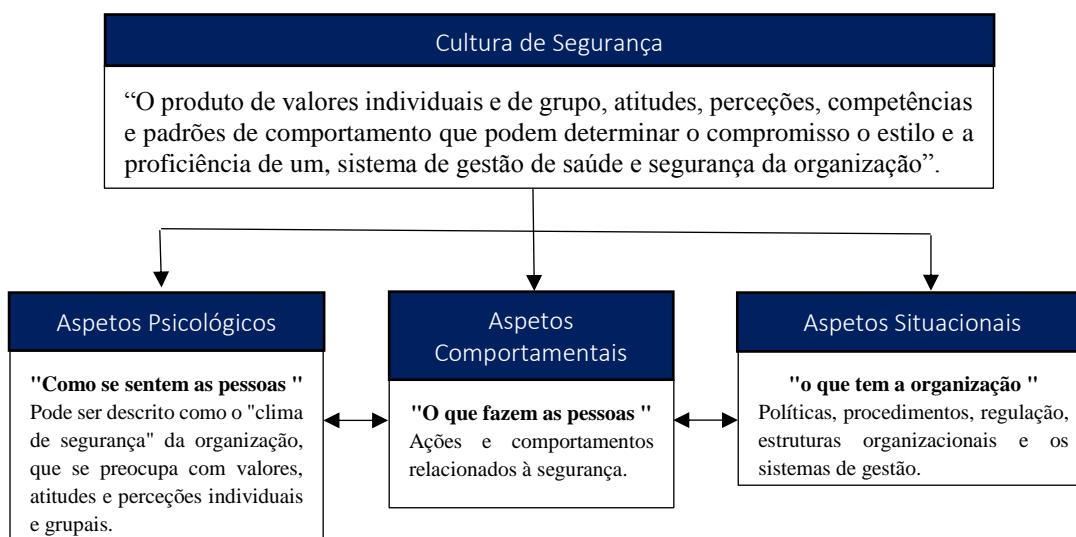 Cultura de Segurança
“O produto de valores individuais e de grupo, atitudes, perceções, competências
e padrões de comportamento que podem determinar o compromisso o estilo e a
proficiência de um, sistema de gestão de saúde e segurança da organização”.
Aspetos Psicológicos
"Como se sentem as pessoas "
Pode ser descrito como o "clima
de segurança" da organização,
que se preocupa com valores,
atitudes e perceções individuais
e grupais.
Aspetos
Comportamentais
"O que fazem as pessoas "
Ações e comportamentos
relacionados à segurança.
Aspetos Situacionais
"o que tem a organização "
Políticas, procedimentos, regulação,
estruturas organizacionais e os
sistemas de gestão.